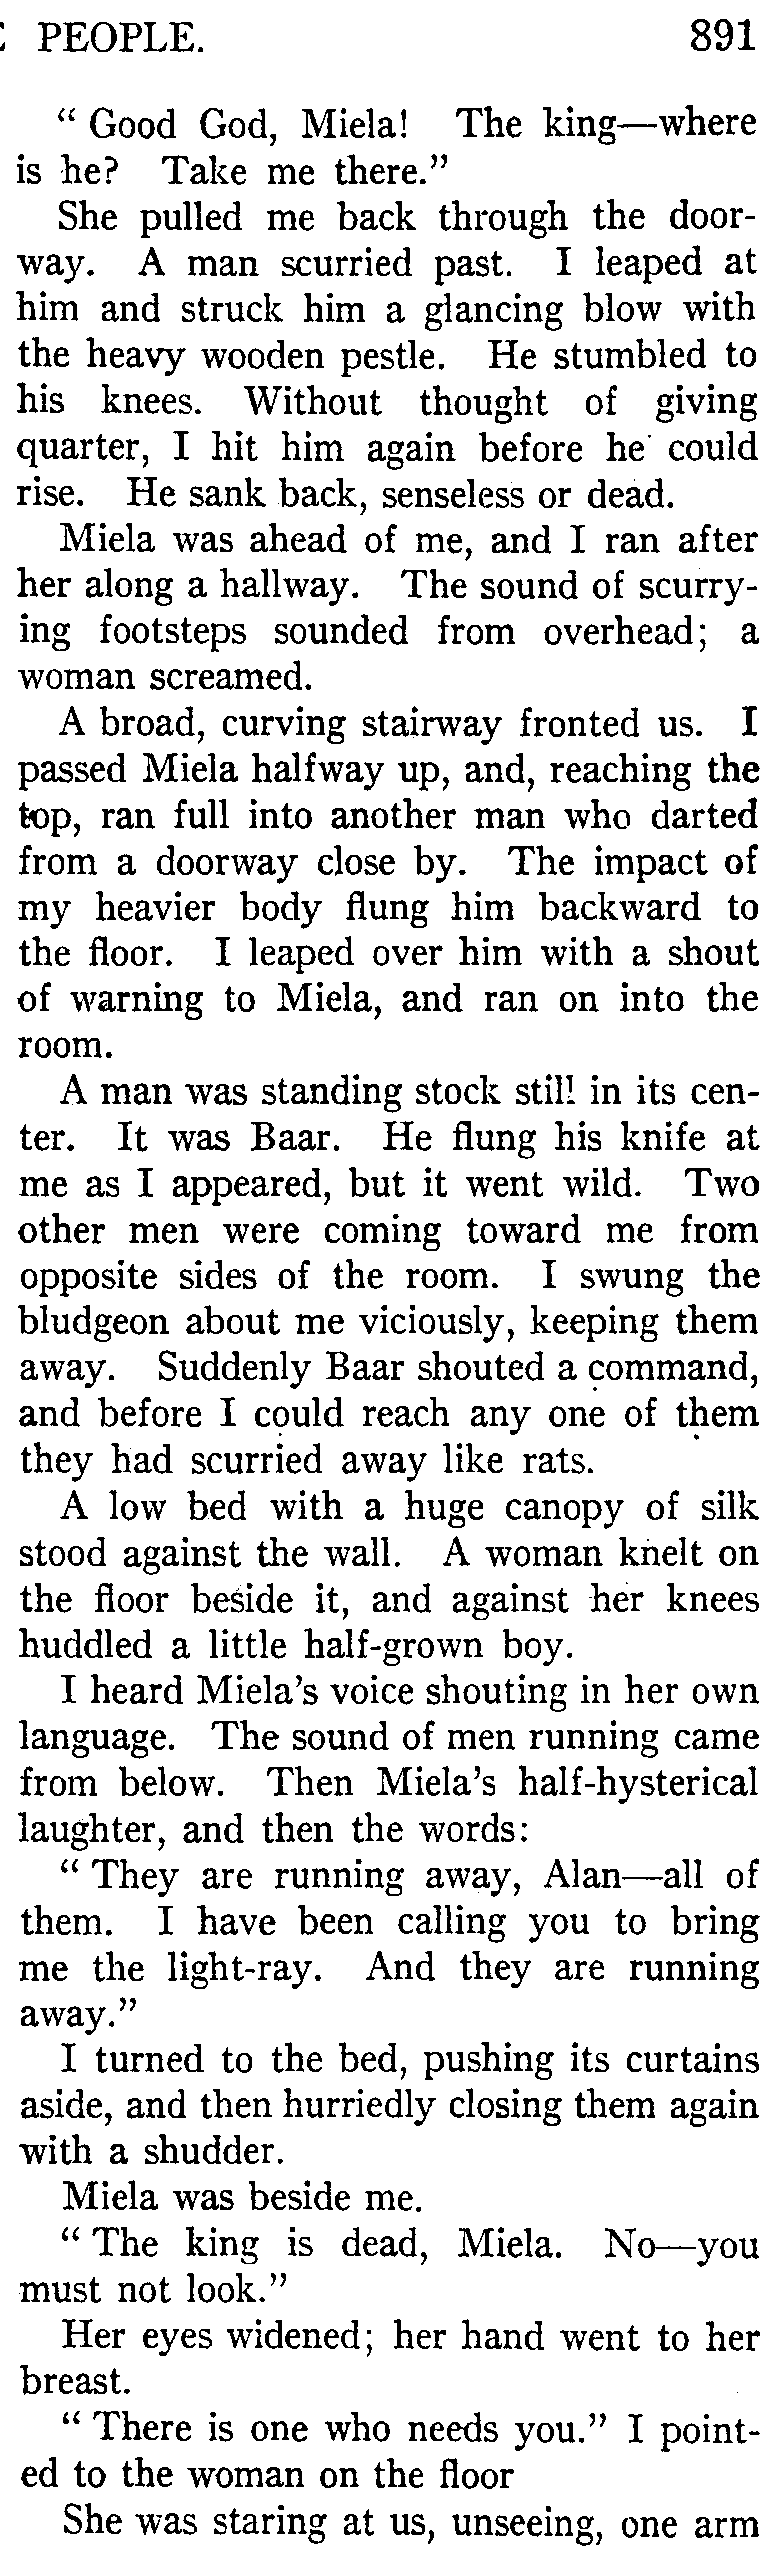 PEOPLE. 891
“ Good God, Miela! The king—where
is he? Take me there.”
She pulled me back through the door-
way. A man scurried past. I leaped at
him and struck him a glancing blow with
the heavy wooden pestle. He stumbled to
his knees. Without thought of giving
quarter, I hit him again before he could
rise. He sank back, senseless or dead.
Miela was ahead of me, and I ran after
her along a hallway. The sound of scurry-
ing footsteps sounded from overhead; a
woman screamed.
A broad, curving stairway fronted us. I
passed Miela halfway up, and, reaching the
top, ran full into another man who darted
from a doorway close by. The impact of
my heavier body flung him backward to
the floor. I leaped over him with a shout
of warning to Miela, and ran on into the
room.
A man was standing stock still in its cen-
ter. It was Baar. He flung his knife at
me as I appeared, but it went wild. Two
other men were coming toward me from
opposite sides of the room. I swung the
bludgeon about me viciously, keeping them
away. Suddenly Baar shouted a command,
and before I could reach any one of them
they had scurried away like rats.
A low bed with a huge canopy of silk
stood against the wall. A woman knelt on
the floor beside it, and against her knees
huddled a little half-grown boy.
I heard Miela’s voice shouting in her own
language. The sound of men running came
from below. Then Miela’s half-hysterical
laughter, and then the words:
“ They are running away, Alan—all of
them. I have been calling you to bring
me the light-ray. And they are running
away.”
I turned to the bed, pushing its curtains
aside, and then hurriedly closing them again
with a shudder.
Miela was beside me.
“ The king is dead, Miela. No—you
must not look.”
Her eyes widened; her hand went to her
breast.
“ There is one who needs you.” I point-
ed to the woman on the floor
She was staring at us, unseeing, one arm